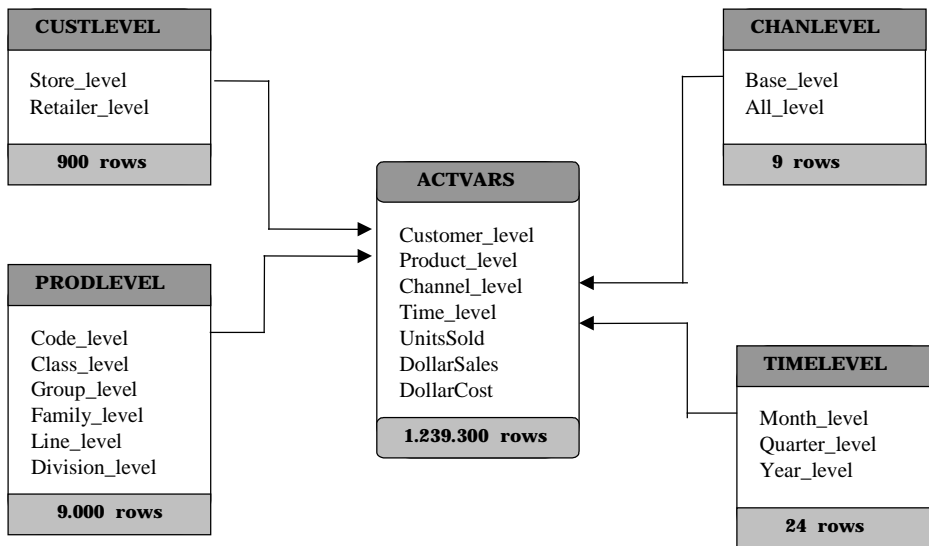 CUSTLEVEL
Store_level
Retailer_level
900 rows
PRODLEVEL
Code_level
Class_level
Group_level
Family_level
Line_level
Division_level
9.000 rows
ACTVARS
Customer_level
Product_level
Channel_level
Time_level
UnitsSold
DollarSales
DollarCost
1.239.300 rows
CHANLEVEL
Base_level
All_level
9 rows
TIMELEVEL
Month_level
Quarter_level
Year_level
24 rows